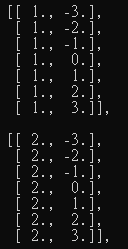 [[ 1., -3.],
[ 1., -2.],
[ 1., -1.],
[ 1., 0.],
[ 1., 1.],
[ 1., 2.],
[ 1., 3.]],
[[ 2., -3.],
[ 2., -2.],
[ 2., -1.],
[ 2., 0.],
[ 2., 1.],
[ 2., 2.],
[ 2., 3.]],